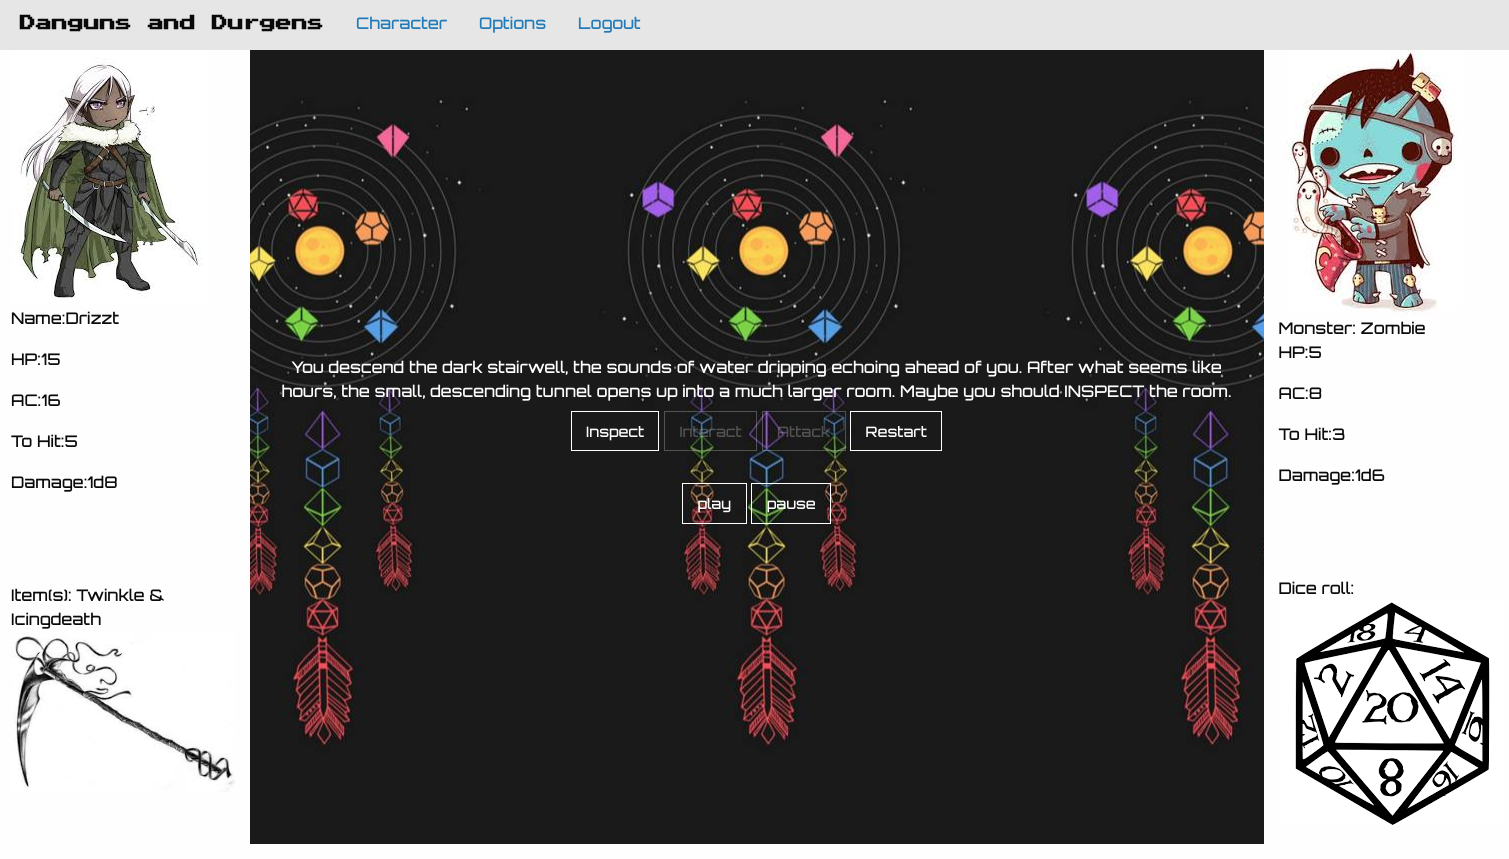 Danguns and Durgens Character Options Logout
Name:Drizzt
HP:15
AC:16
To Hit:5
Damage:1d8
Item(s): Twinkle &
Icingdeath
You descend the dark stairwell, the sounds of water dripping echoing ahead of you. After what seems like
hours, the small, descending tunnel opens up into a much larger room. Maybe you should INSPECT the room.
Inspect Interact Attack Restart
play pause
Monster: Zombie
HP:5
AC:8
To Hit:3
Damage:1d6
Dice roll:
18 4
2 14
20
8
10 16